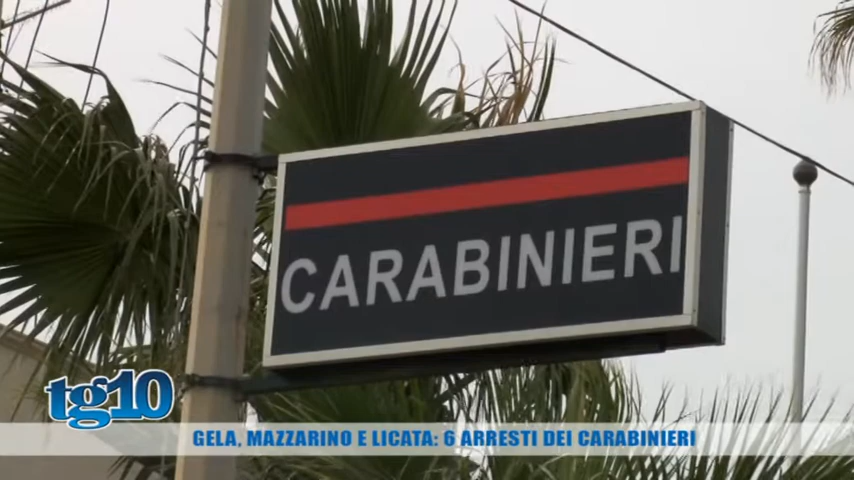 CARABINIERI
tg10
GELA, MAZZARINO E LICATA: 6 ARRESTI DEI CARABINIERI